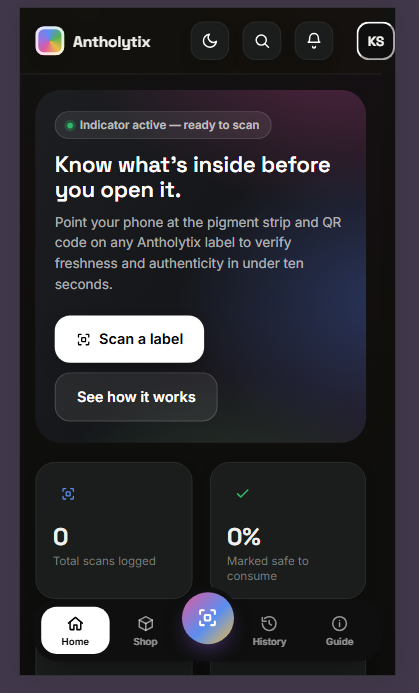 Antholytix
KS
Indicator active — ready to scan
Know what's inside before
you open it.
Point your phone at the pigment strip and QR
code on any Antholytix label to verify
freshness and authenticity in under ten
seconds.
Scan a label
See how it works
0
Total scans logged
0%
Marked safe to
consume
Home
Shop
History
Guide